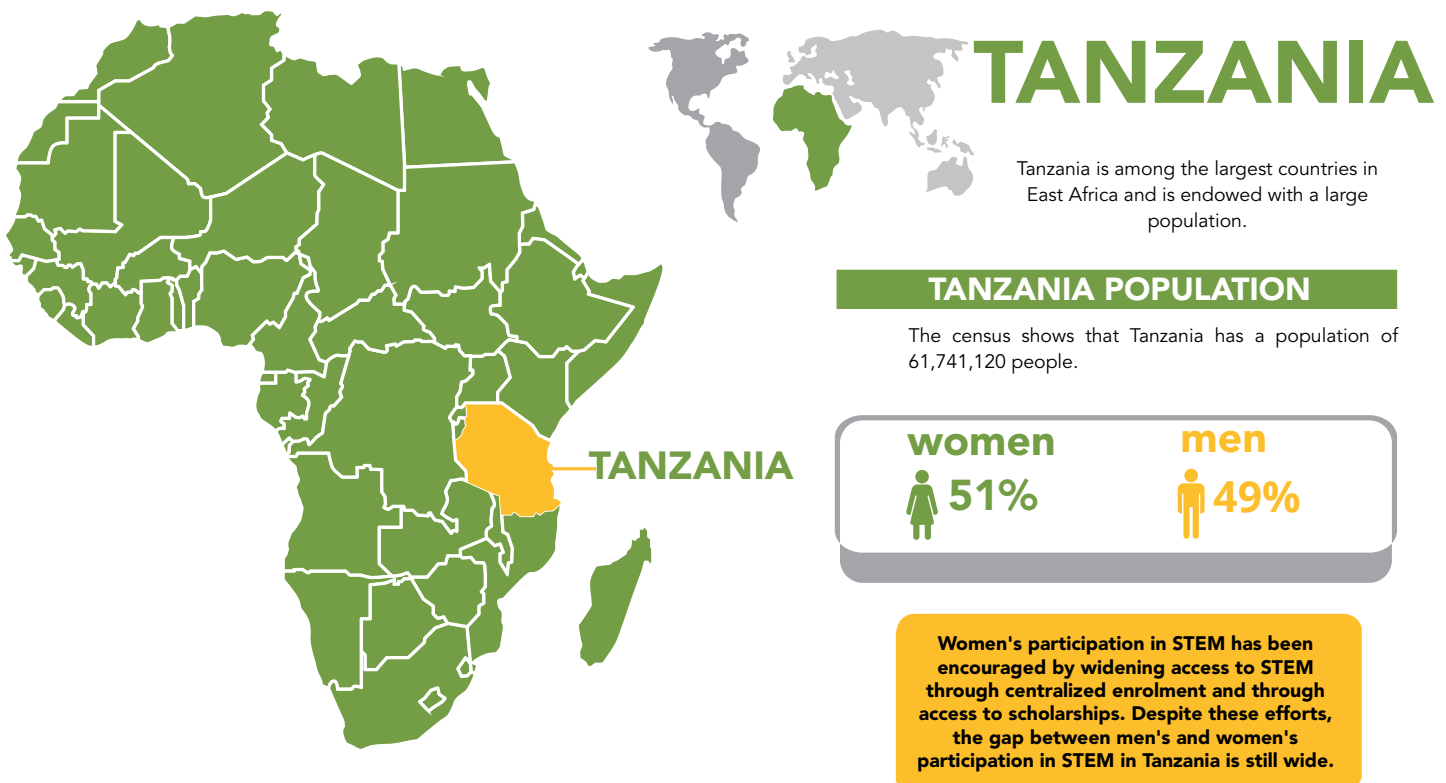 TANZANIA
Tanzania is among the largest countries in
East Africa and is endowed with a large
population.
TANZANIA POPULATION
The census shows that Tanzania has a population of
61,741,120 people.
women
51%
men
49%
TANZANIA
Women's participation in STEM has been
encouraged by widening access to STEM
through centralized enrolment and through
access to scholarships. Despite these efforts,
the gap between men's and women's
participation in STEM in Tanzania is still wide.